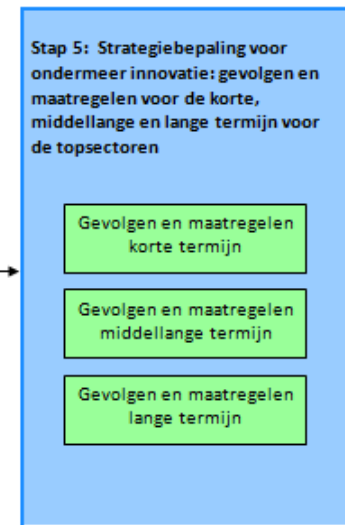 Stap 5: Strategiebepaling voor
ondermeer innovatie: gevolgen en
maatregelen voor de korte,
middellange en lange termijn voor
de topsectoren
Gevolgen en maatregelen
korte termijn
Gevolgen en maatregelen
middellange termijn
Gevolgen en maatregelen
lange termijn